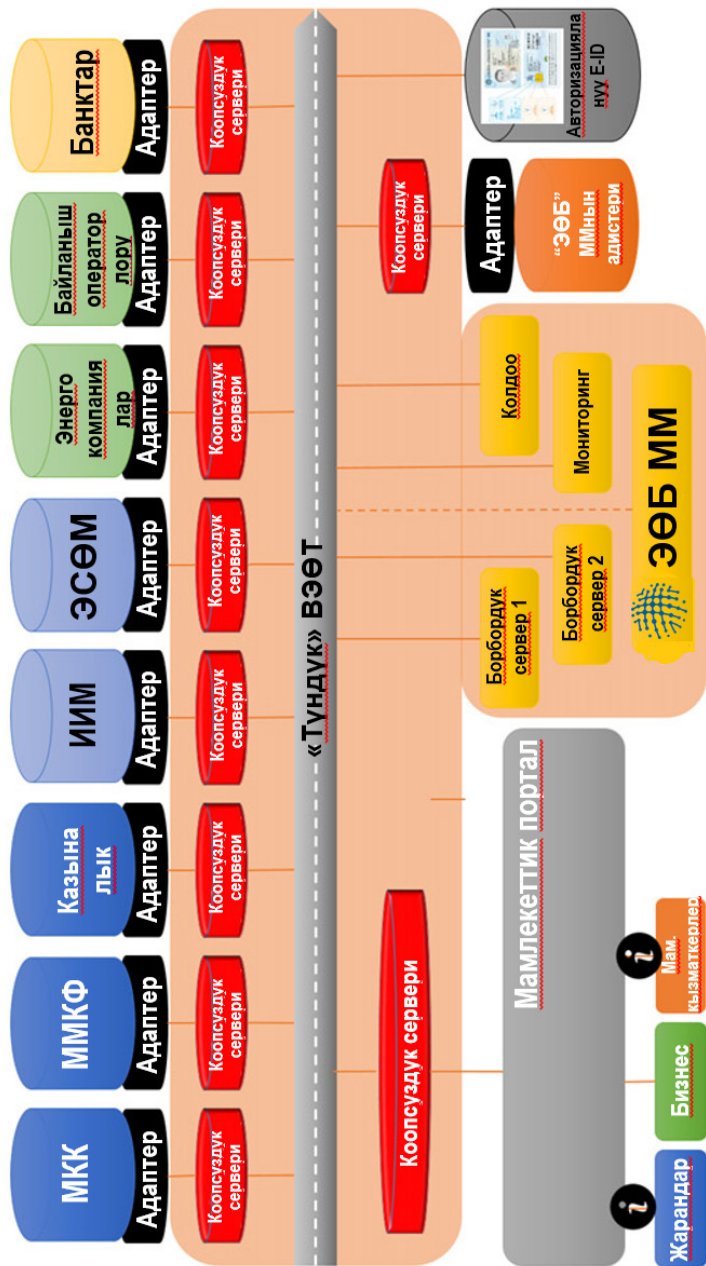 МКК
ММКФ
Казына
лык
ИИМ
ЭСӨМ
Энерго
компания
лар
Байланыш
оператор
лору
Банктар
Адаптер
Адаптер
Адаптер
Адаптер
Адаптер
Адаптер
Адаптер
Адаптер
Коопсуздук
сервери
Коопсуздук
сервери
Коопсуздук
сервери
Коопсуздук
сервери
Коопсуздук
сервери
Коопсуздук
сервери
Коопсуздук
сервери
Коопсуздук
сервери
«Түндүк» ВЭӨТ
Коопсуздук сервери
Коопсуздук
сервери
Мамлекеттик портал
Борбордук
сервер 1
Борбордук
сервер 2
Колдоо
Мониторинг
ЭӨБ ММ
Адаптер
"ЭӨБ"
ММнын
адистери
Авторизацияла
нуу E-ID
i
i
Жарандар
Бизнес
Мам.
кызматкерлер